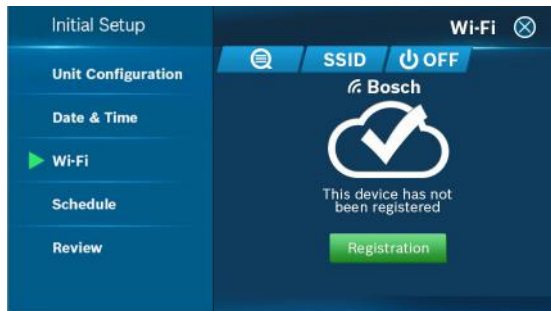 Initial Setup
Wi-Fi
Unit Configuration
Date & Time
Wi-Fi
Schedule
Review
SSID
OFF
Bosch
This device has not
been registered
Registration